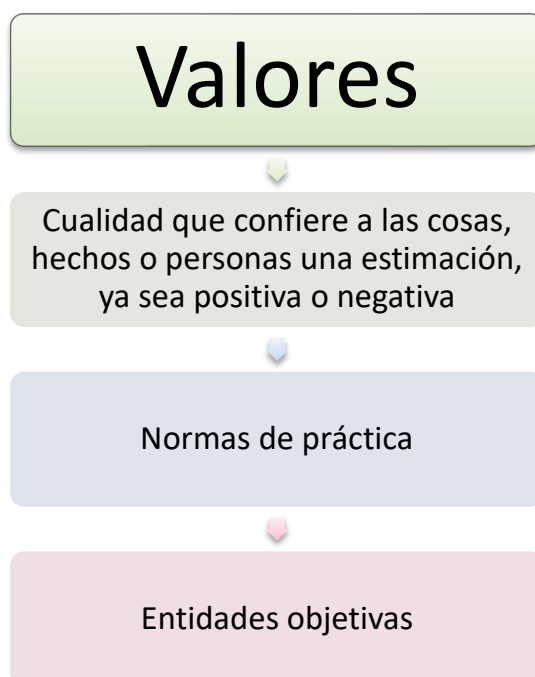 Valores
Cualidad que confiere a las cosas,
hechos o personas una estimación,
ya sea positiva o negativa
Normas de práctica
Entidades objetivas